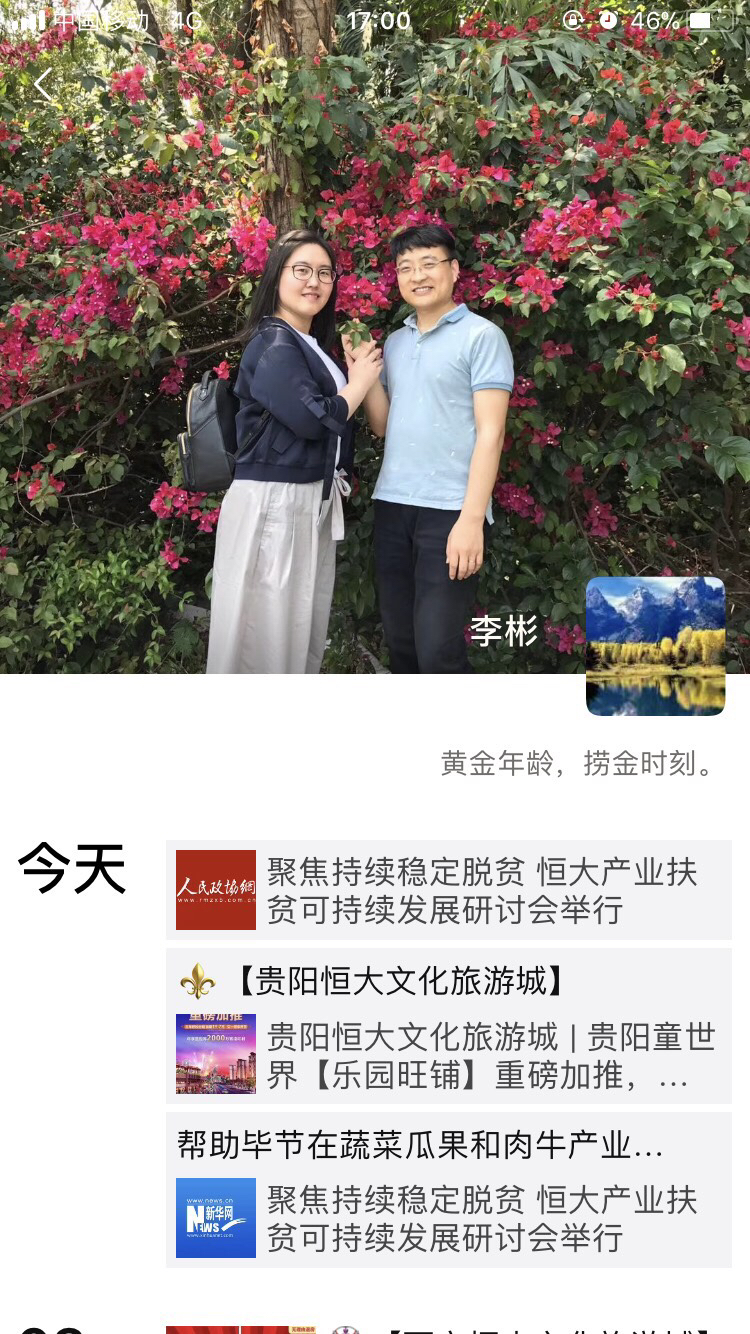 中国移动 4G 17:00 46%
李彬
黄金年龄，捞金时刻。
今天
人民政协網
www.rmzxb.com.cn
聚焦持续稳定脱贫 恒大产业扶
贫可持续发展研讨会举行
【贵阳恒大文化旅游城】
重磅加推
贵阳恒大文化旅游城 | 贵阳童世
界【乐园旺铺】重磅加推，…
帮助毕节在蔬菜瓜果和肉牛产业…
www.news.cn
新华网
NEWS
www.xinhuanet.com
聚焦持续稳定脱贫 恒大产业扶
贫可持续发展研讨会举行